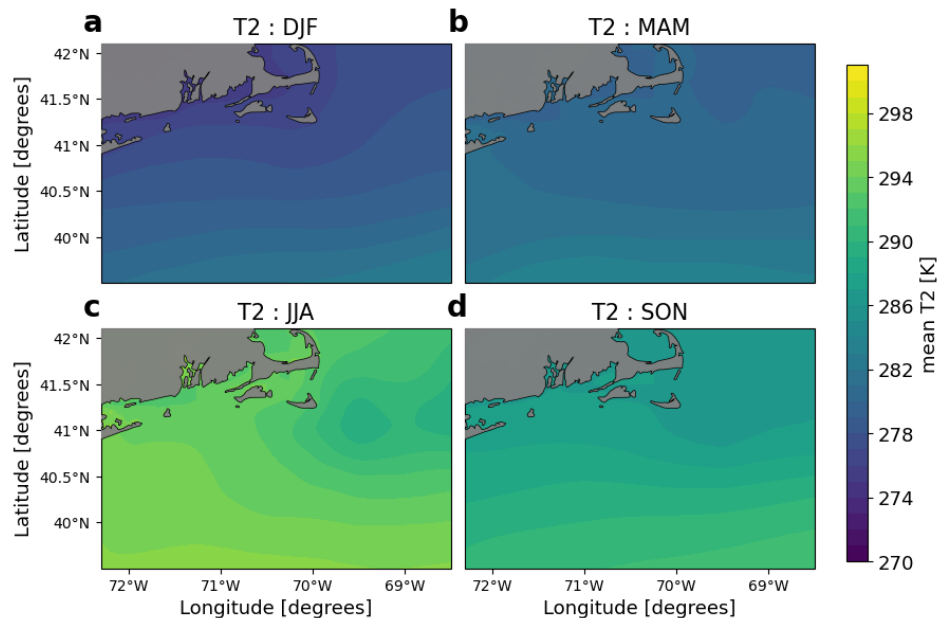 a
T2 : DJF
b
T2 : MAM
42°N
41.5°N
41°N
40.5°N
40°N
Latitude [degrees]
c
T2 : JJA
d
T2 : SON
42°N
41.5°N
41°N
40.5°N
40°N
Latitude [degrees]
72°W
71°W
70°W
69°W
72°W
71°W
70°W
69°W
Longitude [degrees]
Longitude [degrees]
298
294
290
286
282
278
274
270
mean T2 [K]